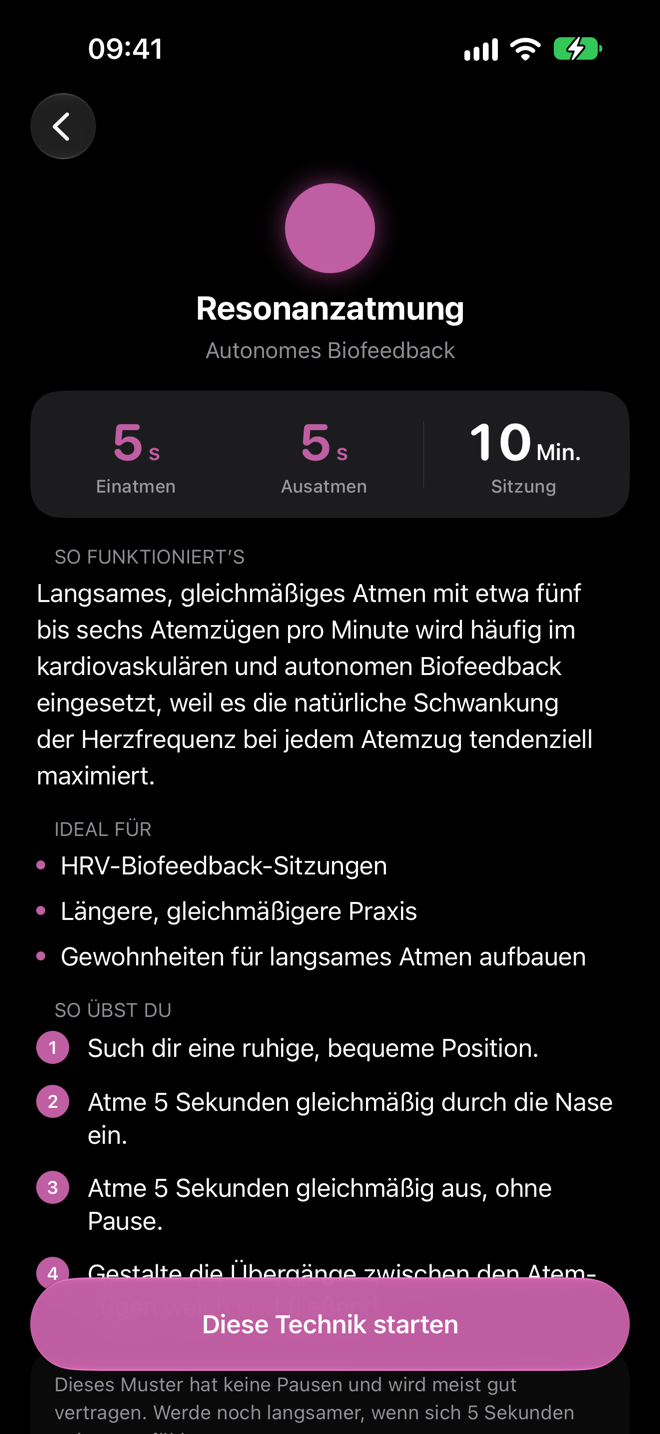 09:41
Resonanzatmung
Autonomes Biofeedback
5 s
Einatmen
5 s
Ausatmen
10 Min.
Sitzung
SO FUNKTIONIERT’S
Langsames, gleichmäßiges Atmen mit etwa fünf
bis sechs Atemzügen pro Minute wird häufig im
kardiovaskulären und autonomen Biofeedback
eingesetzt, weil es die natürliche Schwankung
der Herzfrequenz bei jedem Atemzug tendenziell
maximiert.
IDEAL FÜR
HRV-Biofeedback-Sitzungen
Längere, gleichmäßigere Praxis
Gewohnheiten für langsames Atmen aufbauen
SO ÜBST DU
1 Such dir eine ruhige, bequeme Position.
2 Atme 5 Sekunden gleichmäßig durch die Nase
ein.
3 Atme 5 Sekunden gleichmäßig aus, ohne
Pause.
4 Gestalte die Übergänge zwischen den Atem-
Diese Technik starten
Dieses Muster hat keine Pausen und wird meist gut
vertragen. Werde noch langsamer, wenn sich 5 Sekunden